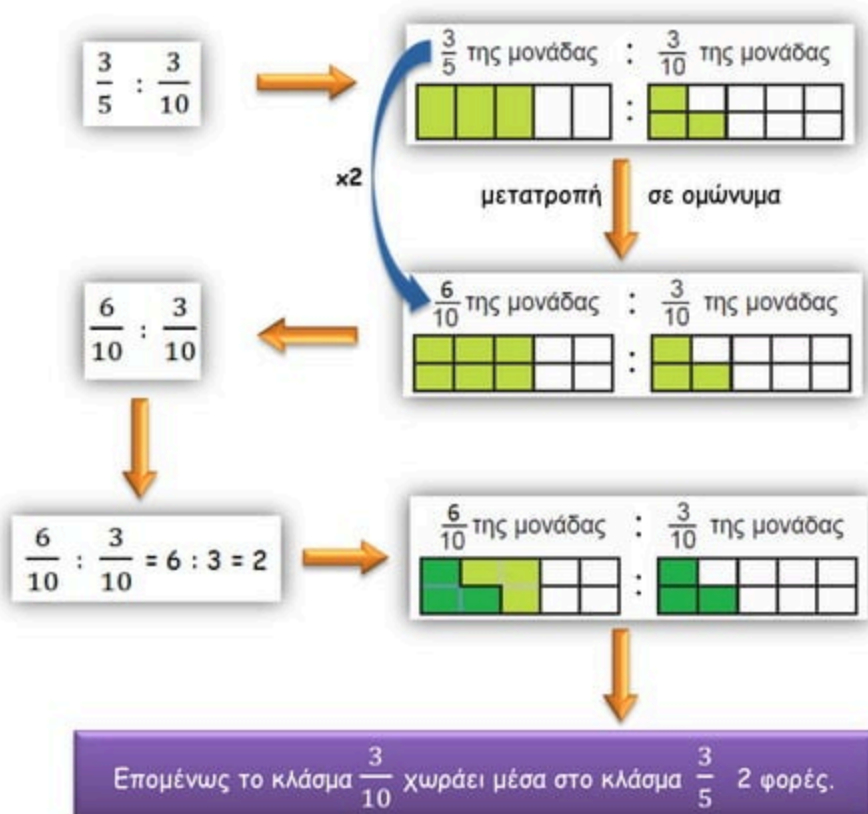 3/5 : 3/10
3/5 της μονάδας : 3/10 της μονάδας
:
x2
μετατροπή σε ομώνυμα
6/10 της μονάδας : 3/10 της μονάδας
:
6/10 : 3/10
6/10 : 3/10 = 6 : 3 = 2
6/10 της μονάδας : 3/10 της μονάδας
:
Επομένως το κλάσμα 3/10 χωράει μέσα στο κλάσμα 3/5 2 φορές.